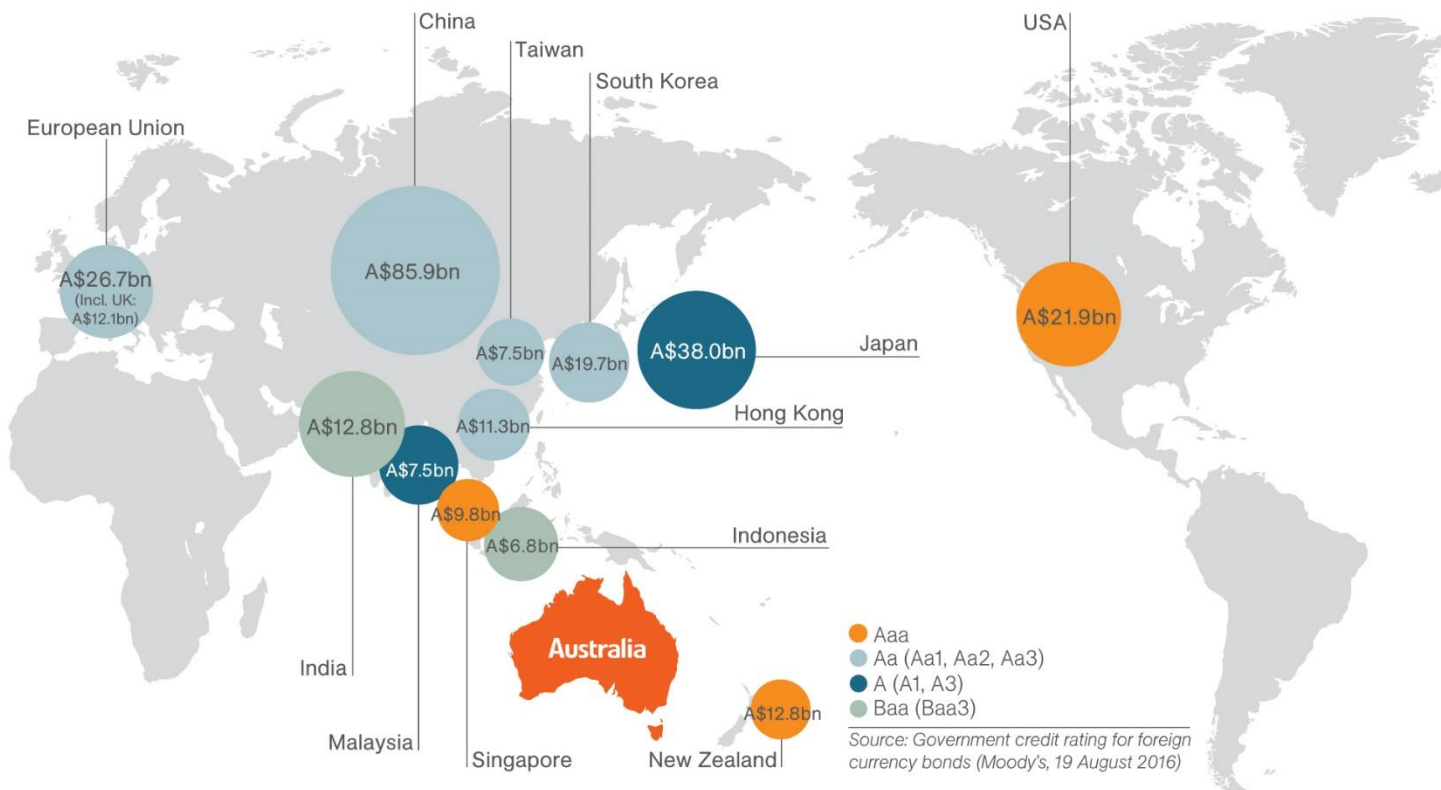 China
USA
Taiwan
South Korea
European Union
A$85.9bn
A$26.7bn
(Incl. UK:
A$12.1bn)
A$21.9bn
A$7.5bn
A$19.7bn
A$38.0bn
Japan
Hong Kong
A$12.8bn
A$11.3bn
A$7.5bn
A$9.8bn
Indonesia
A$6.8bn
Australia
Aaa
Aa (Aa1, Aa2, Aa3)
A (A1, A3)
Baa (Baa3)
India
A$12.8bn
Malaysia
Singapore
New Zealand
Source: Government credit rating for foreign
currency bonds (Moody's, 19 August 2016)